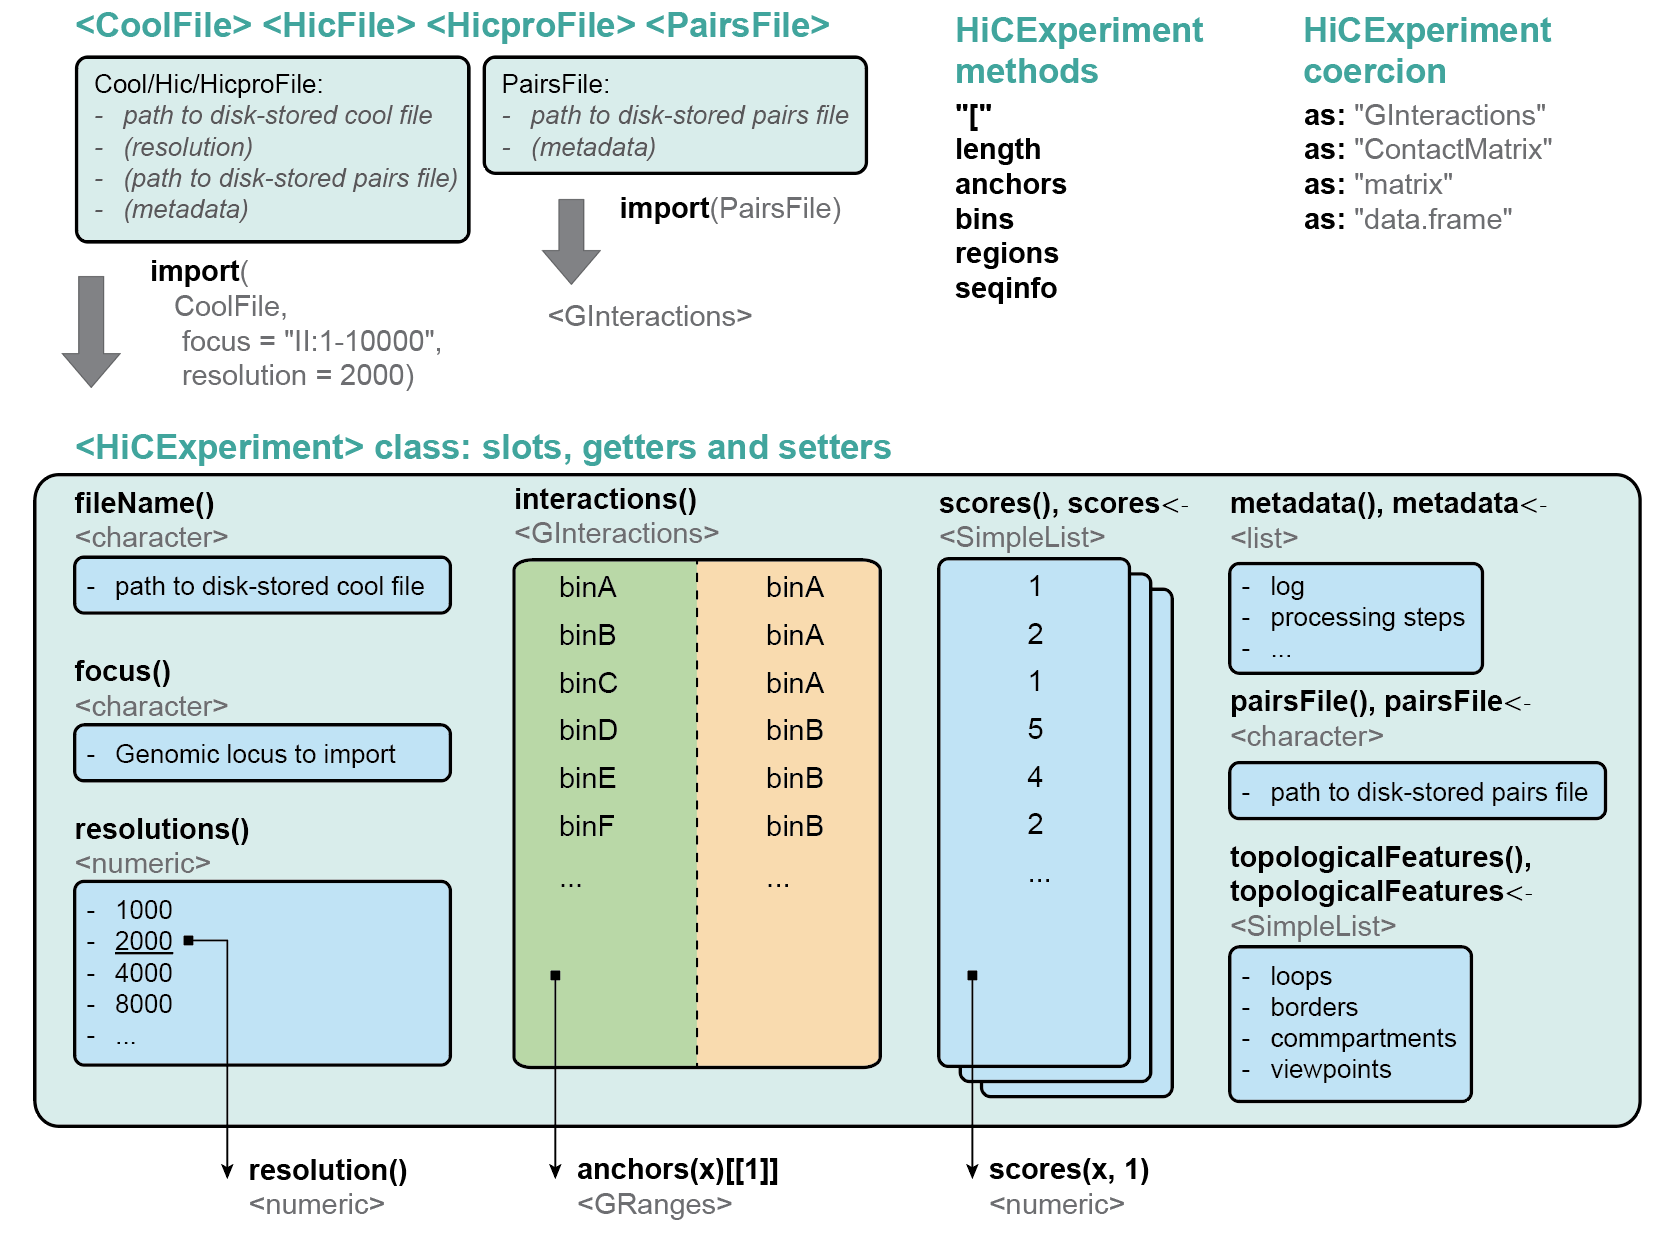 <CoolFile> <HicFile> <HicproFile> <PairsFile>
Cool/Hic/HicproFile:
- path to disk-stored cool file
- (resolution)
- (path to disk-stored pairs file)
- (metadata)
PairsFile:
- path to disk-stored pairs file
- (metadata)
import(
CoolFile,
focus = "II:1-10000",
resolution = 2000)
import(PairsFile)
<GInteractions>
HiCExperiment
methods
"["
length
anchors
bins
regions
seqinfo
HiCExperiment
coercion
as: "GInteractions"
as: "ContactMatrix"
as: "matrix"
as: "data.frame"
<HiCExperiment> class: slots, getters and setters
fileName()
<character>
- path to disk-stored cool file
focus()
<character>
- Genomic locus to import
resolutions()
<numeric>
- 1000
- 2000
- 4000
- 8000
- ...
resolution()
<numeric>
interactions()
<GInteractions>
binA binA
binB binA
binC binA
binD binB
binE binB
binF binB
... ...
anchors(x)[[1]]
<GRanges>
scores(), scores<-
<SimpleList>
1
2
1
5
4
2
...
scores(x, 1)
<numeric>
metadata(), metadata<-
<list>
- log
- processing steps
- ...
pairsFile(), pairsFile<-
<character>
- path to disk-stored pairs file
topologicalFeatures(),
topologicalFeatures<-
<SimpleList>
- loops
- borders
- commpartments
- viewpoints